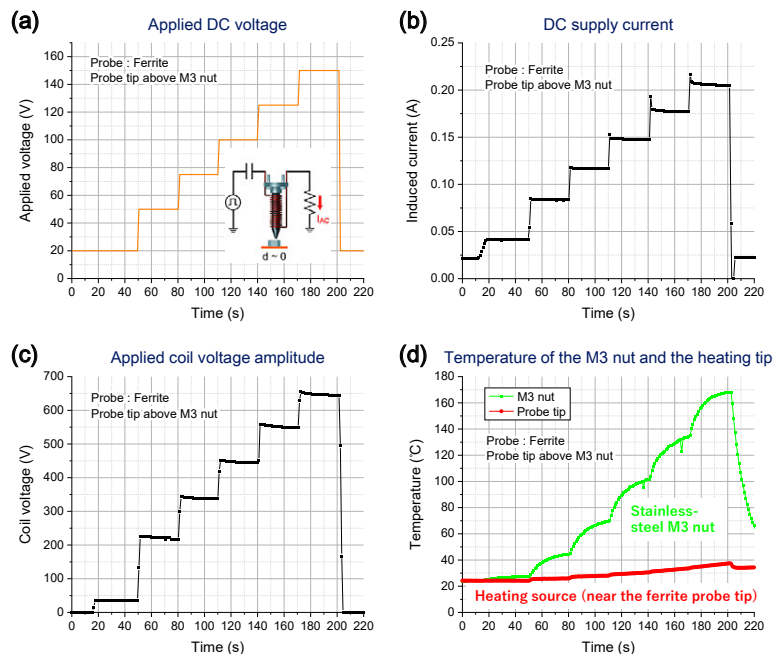 (a)
Applied DC voltage
160
140
120
100
80
60
40
20
0
Applied voltage (V)
Probe : Ferrite
Probe tip above M3 nut
I_AC
d ~ 0
0 20 40 60 80 100 120 140 160 180 200 220
Time (s)
(b)
DC supply current
0.25
0.20
0.15
0.10
0.05
0.00
Induced current (A)
Probe : Ferrite
Probe tip above M3 nut
0 20 40 60 80 100 120 140 160 180 200 220
Time (s)
(c)
Applied coil voltage amplitude
700
600
500
400
300
200
100
0
Coil voltage (V)
Probe : Ferrite
Probe tip above M3 nut
0 20 40 60 80 100 120 140 160 180 200 220
Time (s)
(d)
Temperature of the M3 nut and the heating tip
180
160
140
120
100
80
60
40
20
0
Temperature (℃)
M3 nut
Probe tip
Probe : Ferrite
Probe tip above M3 nut
Stainless-
steel M3 nut
Heating source (near the ferrite probe tip)
0 20 40 60 80 100 120 140 160 180 200 220
Time (s)